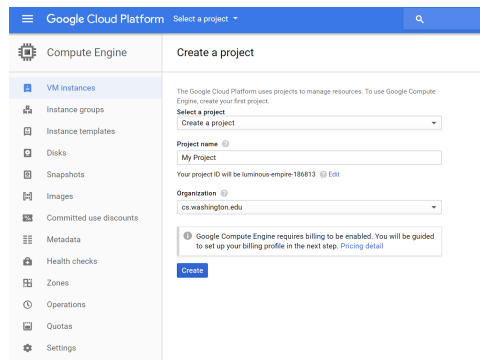 Google Cloud Platform Select a project
Compute Engine
Create a project
VM instances
Instance groups
Instance templates
Disks
Snapshots
Images
Committed use discounts
Metadata
Health checks
Zones
Operations
Quotas
Settings
The Google Cloud Platform uses projects to manage resources. To use Google Compute
Engine, create your first project.
Select a project
Create a project
Project name
My Project
Your project ID will be luminous-empire-186813 Edit
Organization
cs.washington.edu
Google Compute Engine requires billing to be enabled. You will be guided
to set up your billing profile in the next step. Pricing detail
Create